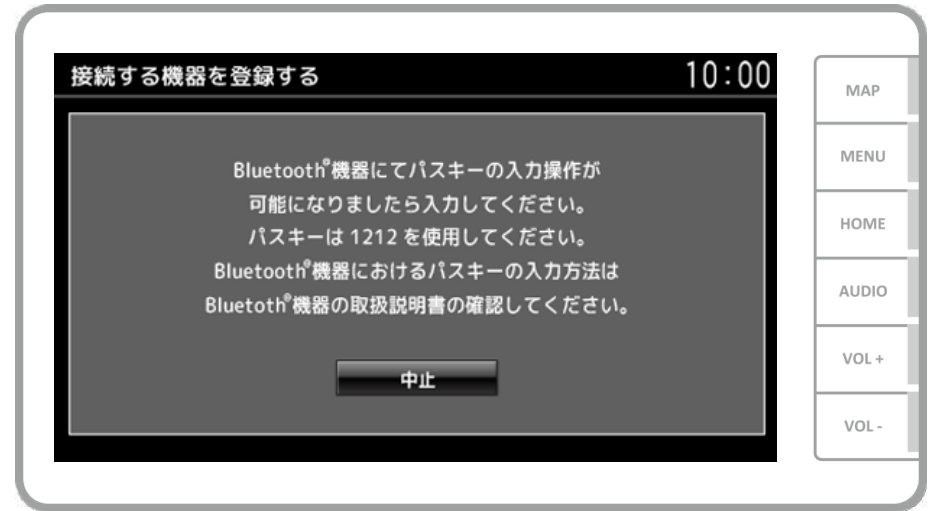 接続する機器を登録する
10:00
Bluetooth®機器にてパスキーの入力操作が
可能になりましたら入力してください。
パスキーは 1212 を使用してください。
Bluetooth®機器におけるパスキーの入力方法は
Bluetoth®機器の取扱説明書の確認してください。
中止
MAP
MENU
HOME
AUDIO
VOL +
VOL -